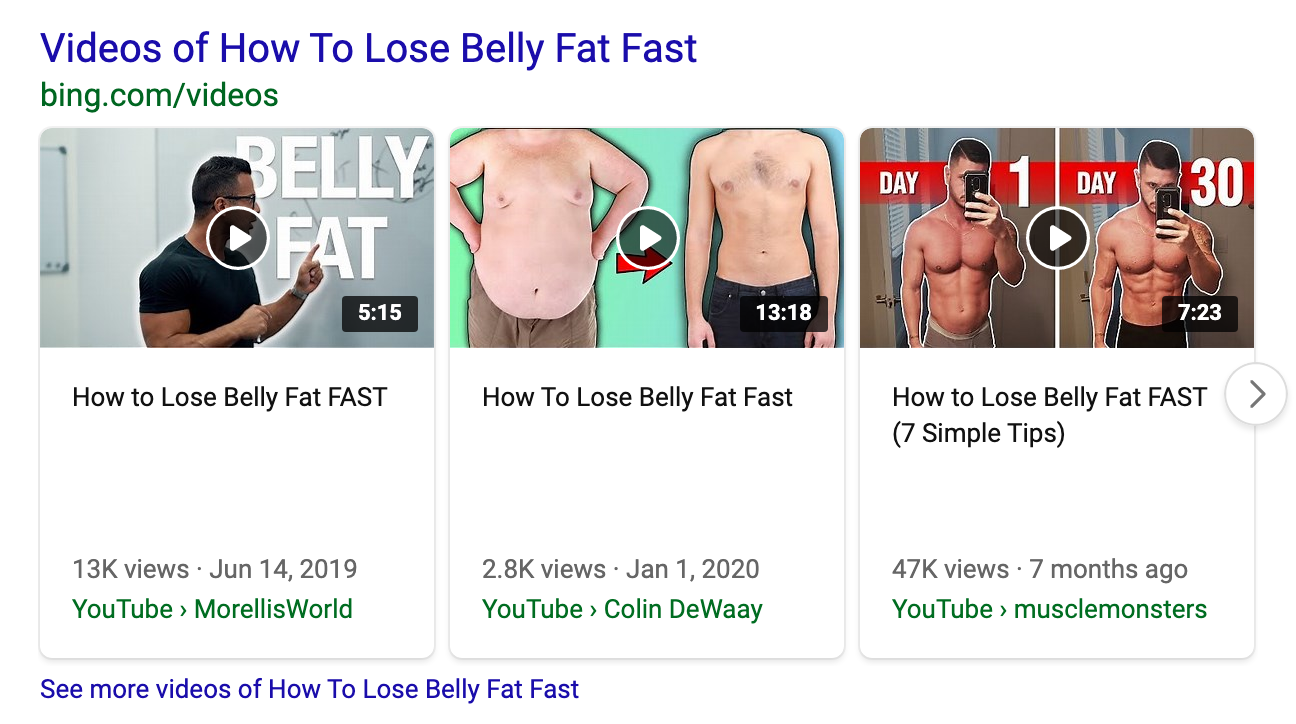 Videos of How To Lose Belly Fat Fast
bing.com/videos
BELLY
FAT
5:15
How to Lose Belly Fat FAST
13K views · Jun 14, 2019
YouTube › MorellisWorld
13:18
How To Lose Belly Fat Fast
2.8K views · Jan 1, 2020
YouTube › Colin DeWaay
DAY 1
DAY 30
7:23
How to Lose Belly Fat FAST
(7 Simple Tips)
47K views · 7 months ago
YouTube › musclemonsters
See more videos of How To Lose Belly Fat Fast